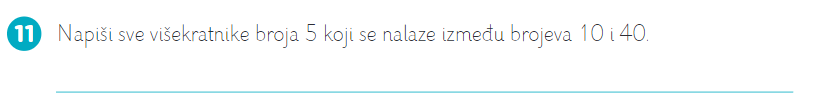 11 Napiši sve višekratnike broja 5 koji se nalaze između brojeva 10 i 40.